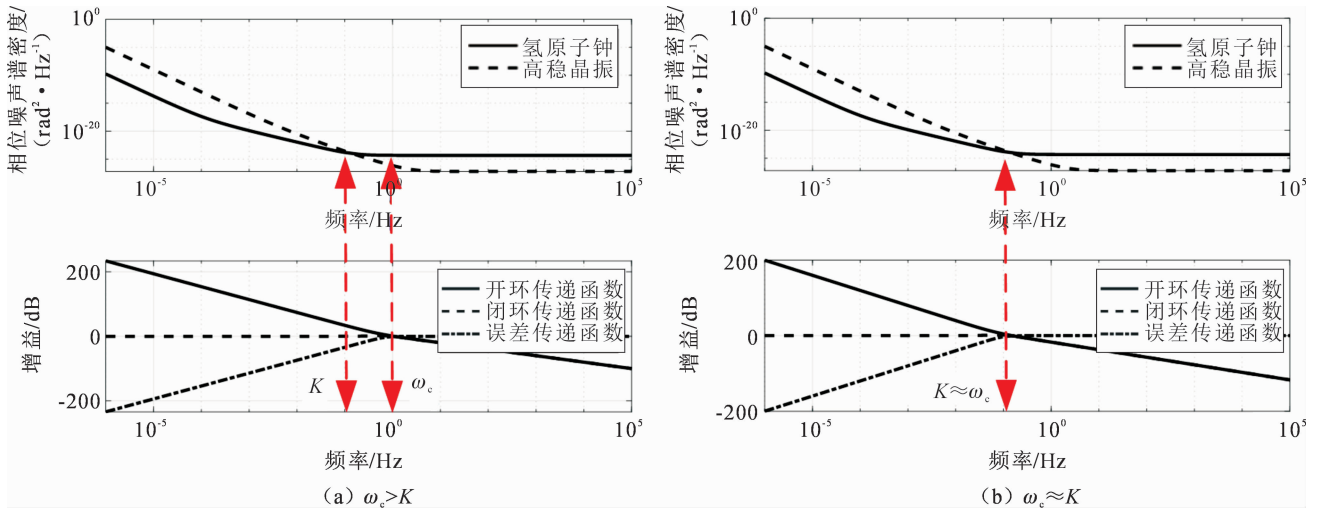 相位噪声谱密度/
(rad²·Hz⁻¹)
10⁰
10⁻²⁰
氢原子钟
高稳晶振
10⁻⁵
10⁰
10⁵
频率/Hz
增益/dB
200
0
-200
开环传递函数
闭环传递函数
误差传递函数
K
ω_c
10⁻⁵
10⁰
10⁵
频率/Hz
（a）ω_c>K
相位噪声谱密度/
(rad²·Hz⁻¹)
10⁰
10⁻²⁰
氢原子钟
高稳晶振
10⁻⁵
10⁰
10⁵
频率/Hz
增益/dB
200
0
-200
开环传递函数
闭环传递函数
误差传递函数
K≈ω_c
10⁻⁵
10⁰
10⁵
频率/Hz
（b）ω_c≈K